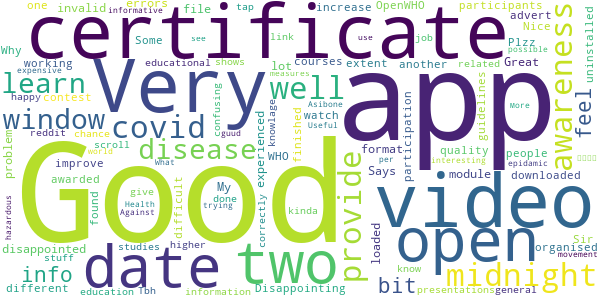 one invalid errors
informative
Why
certificate
file
link
tap
OpenWHO
increase
advert
participants
Nice
Some
working
educational
shows
courses
extent
another
job
see
use
Plzz
possible
Great
uninstalled
expensive
lot
related
learn
happy
contest
Very
well
confusing
watch
knowlage
experienced
finished
app
awareness
guidelines
feel
window
covid
reddit
chance
measures
Asibone
Useful
participation
quality
people
More
per
epidemic
problem
scroll
disease
WHO
format
Says
module
downloaded
improve
world
guud
interesting
Good
video
hazardous
awarded
found
My
done
trying
kinda
correctly
provide
loaded
difficult
What
give
Health
Against
open
Sir
organised
disappointed
stuff
studies
higher
know
movement
info
different
date
two
bit
midnight
education
tbh
information
Disappointing
presentations
general